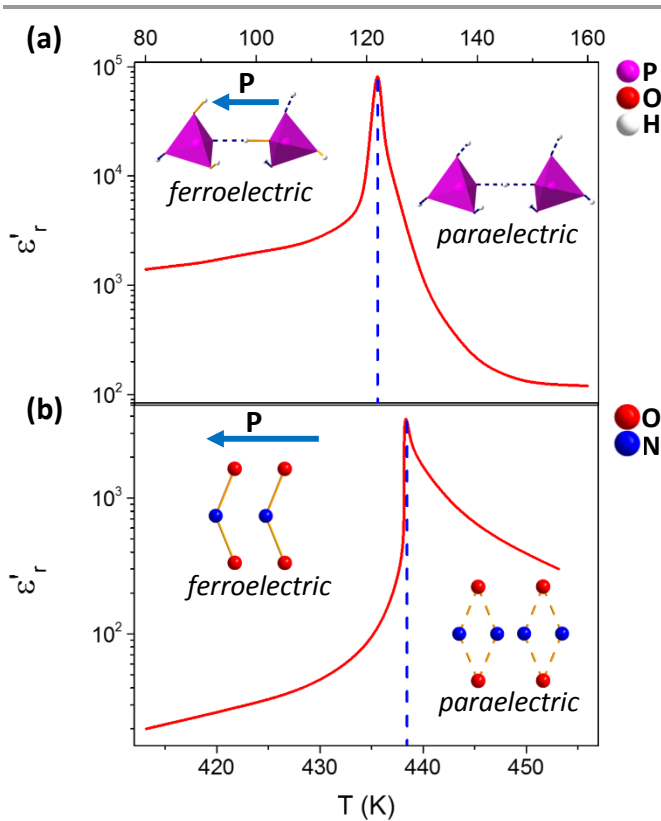 (a)
80 100 120 140 160
10⁵
10⁴
10³
10²
ε'ᵣ
P
ferroelectric
paraelectric
P
O
H
(b)
10³
10²
ε'ᵣ
P
ferroelectric
paraelectric
O
N
420 430 440 450
T (K)